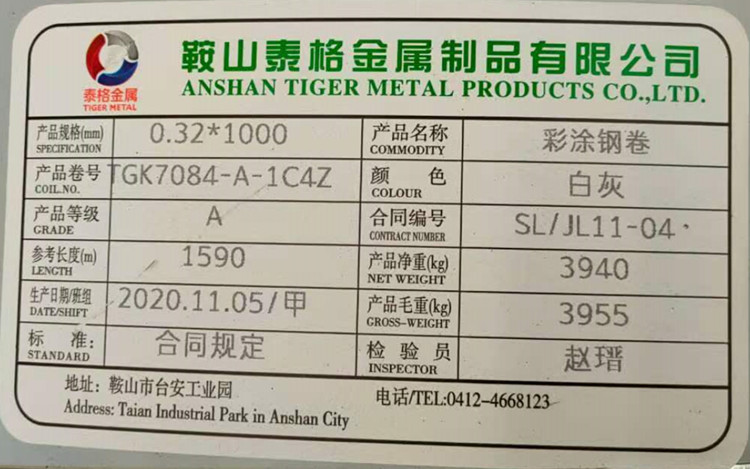 鞍山泰格金属制品有限公司
ANSHAN TIGER METAL PRODUCTS CO.,LTD.
泰格金属
TIGER METAL
产品规格(mm) 0.32*1000 产品名称 彩涂钢卷
SPECIFICATION COMMODITY
产品卷号 TGK7084-A-1C4Z 颜 色 白灰
COIL.NO. COLOUR
产品等级 A 合同编号 SL/JL11-04
GRADE CONTRACT NUMBER
参考长度(m) 1590 产品净重(kg) 3940
LENGTH NET WEIGHT
生产日期/班组 2020.11.05/甲 产品毛重(kg) 3955
DATE/SHIFT GROSS-WEIGHT
标 准: 合同规定 检 验 员 赵瑨
STANDARD INSPECTOR
地址: 鞍山市台安工业园 电话/TEL:0412-4668123
Address: Taian Industrial Park in Anshan City